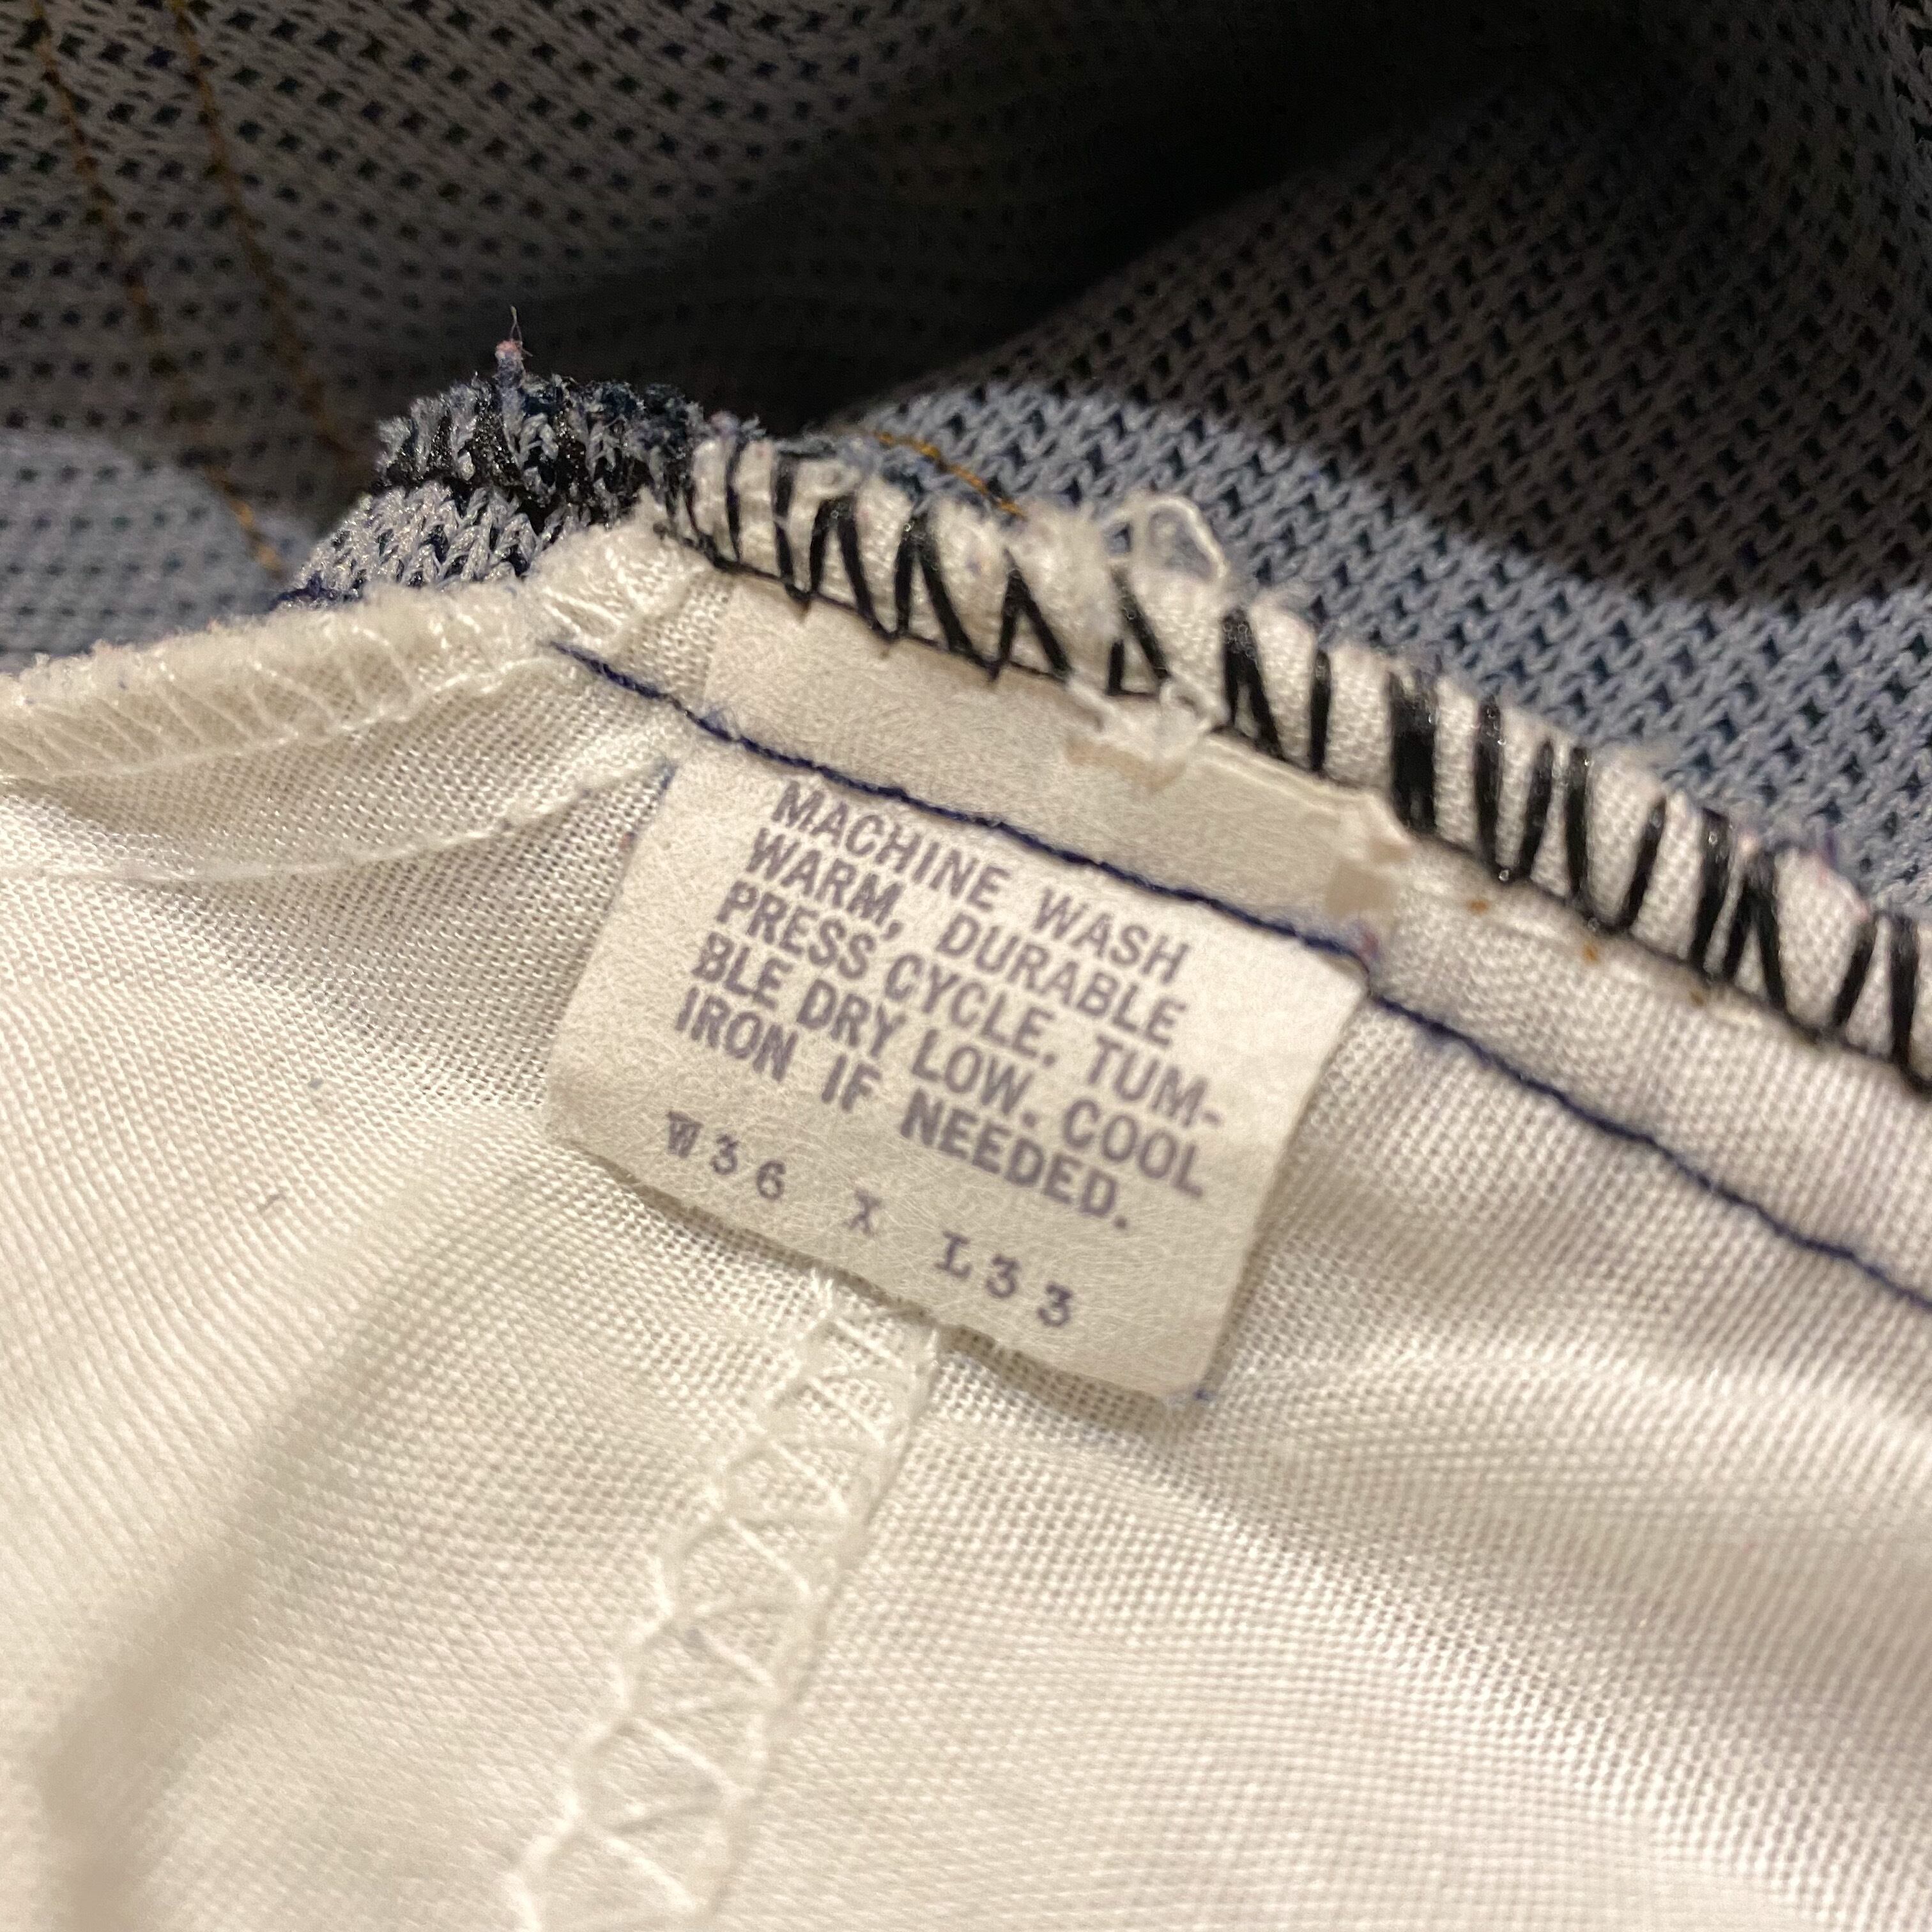 MACHINE WASH
WARM, DURABLE
PRESS CYCLE. TUM-
BLE DRY LOW. COOL
IRON IF NEEDED.
W36 X L33